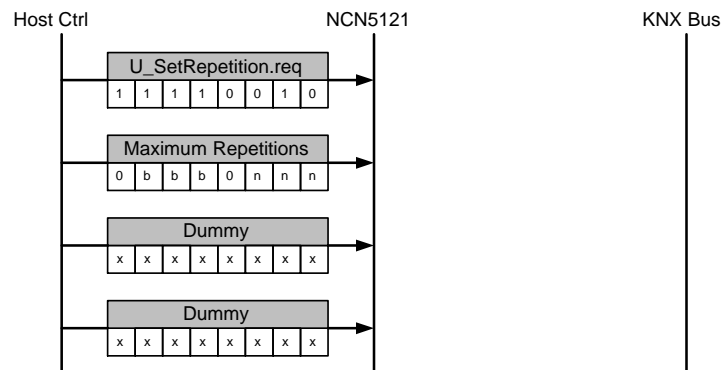 Host Ctrl NCN5121 KNX Bus
U_SetRepetition.req
1 1 1 1 0 0 1 0
Maximum Repetitions
0 b b b 0 n n n
Dummy
x x x x x x x x
Dummy
x x x x x x x x